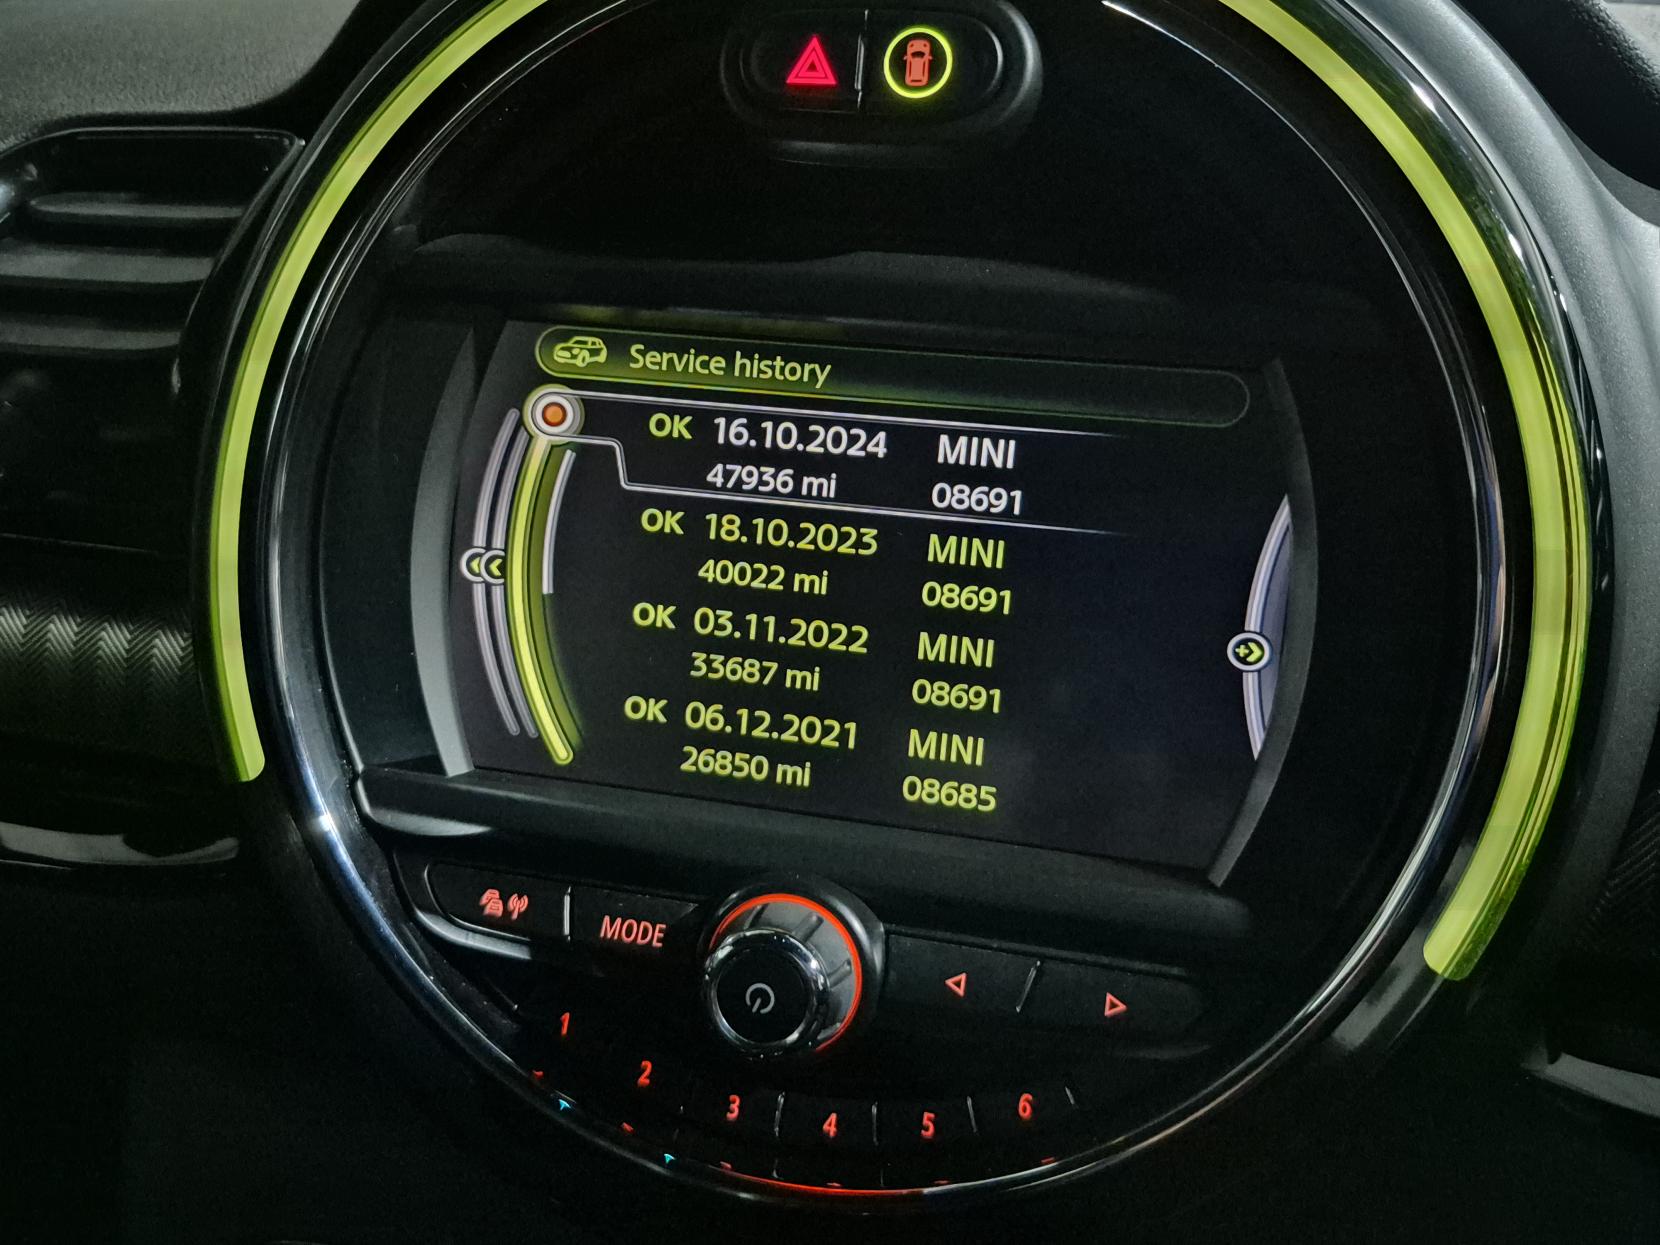 Service history
OK 16.10.2024 MINI
47936 mi 08691
OK 18.10.2023 MINI
40022 mi 08691
OK 03.11.2022 MINI
33687 mi 08691
OK 06.12.2021 MINI
26850 mi 08685
MODE
1
2
3
4
5
6